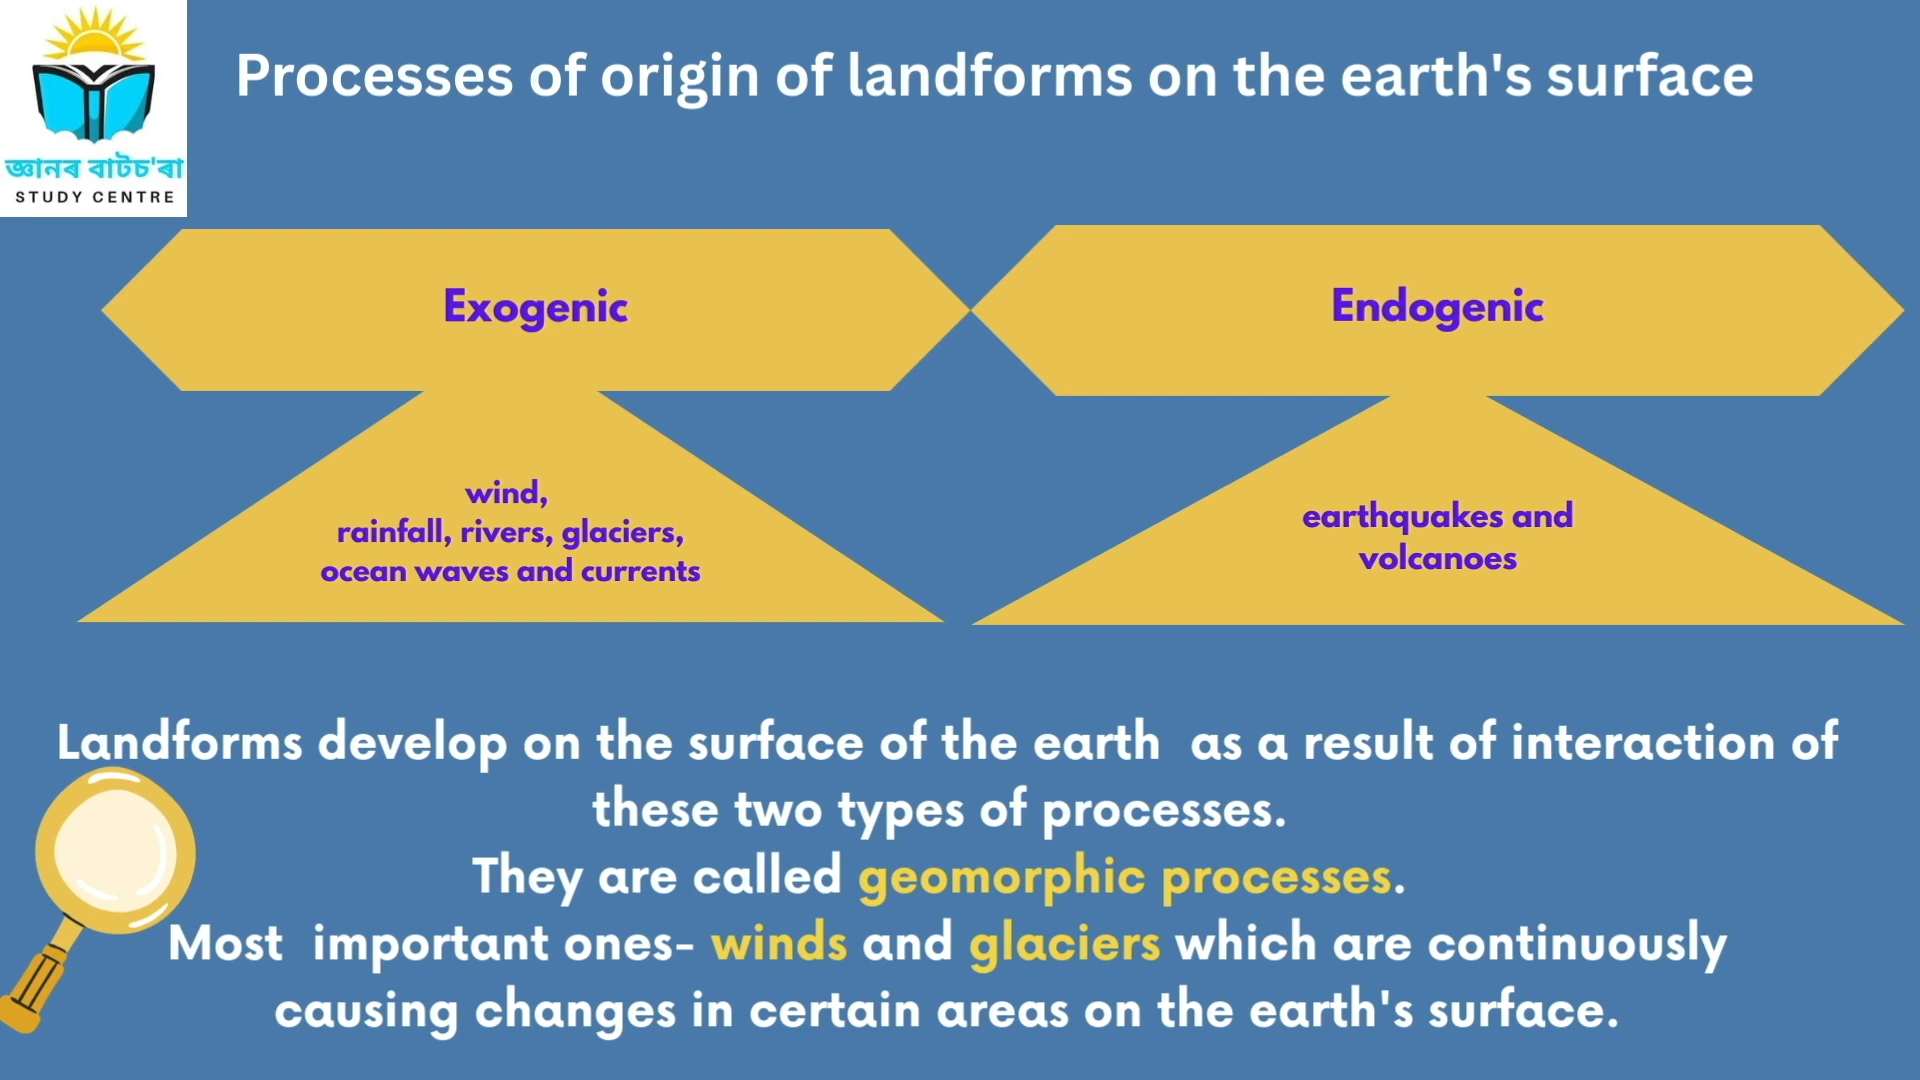 জ্ঞানৰ বাটচ'ৰা
STUDY CENTRE
Processes of origin of landforms on the earth's surface
Exogenic
Endogenic
wind,
rainfall, rivers, glaciers,
ocean waves and currents
earthquakes and
volcanoes
Landforms develop on the surface of the earth as a result of interaction of
these two types of processes.
They are called geomorphic processes.
Most important ones- winds and glaciers which are continuously
causing changes in certain areas on the earth's surface.